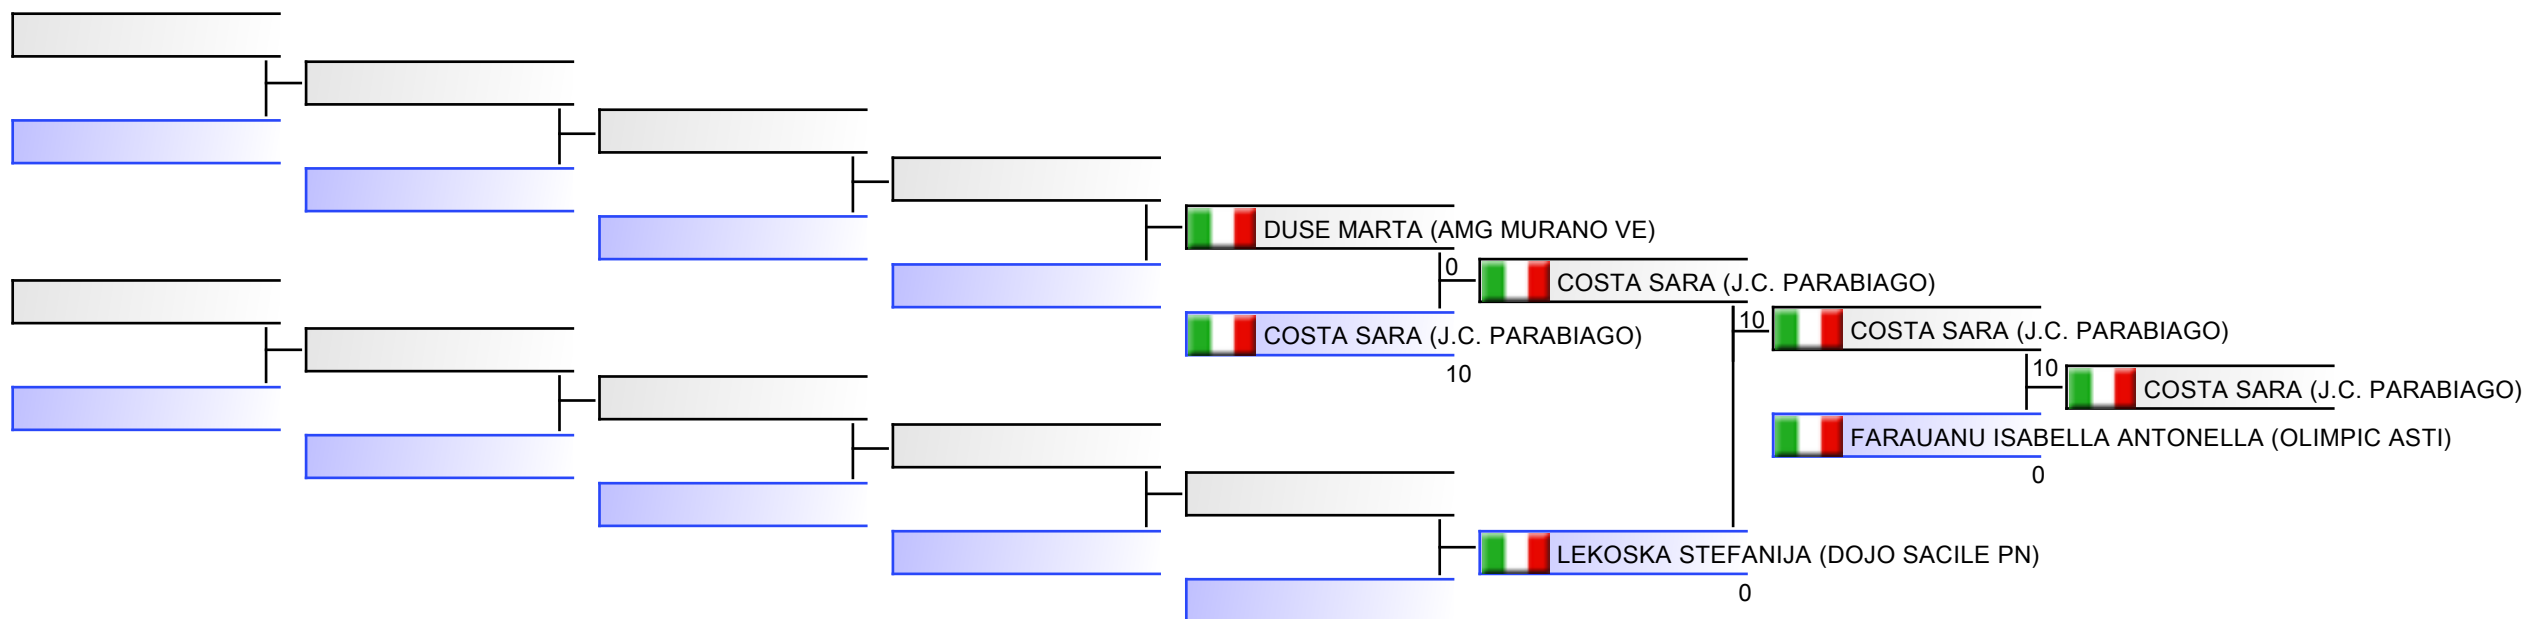 DUSE MARTA (AMG MURANO VE)
0
COSTA SARA (J.C. PARABIAGO)
COSTA SARA (J.C. PARABIAGO)
10
10
COSTA SARA (J.C. PARABIAGO)
10
COSTA SARA (J.C. PARABIAGO)
FARAUANU ISABELLA ANTONELLA (OLIMPIC ASTI)
0
LEKOSKA STEFANIJA (DOJO SACILE PN)
0